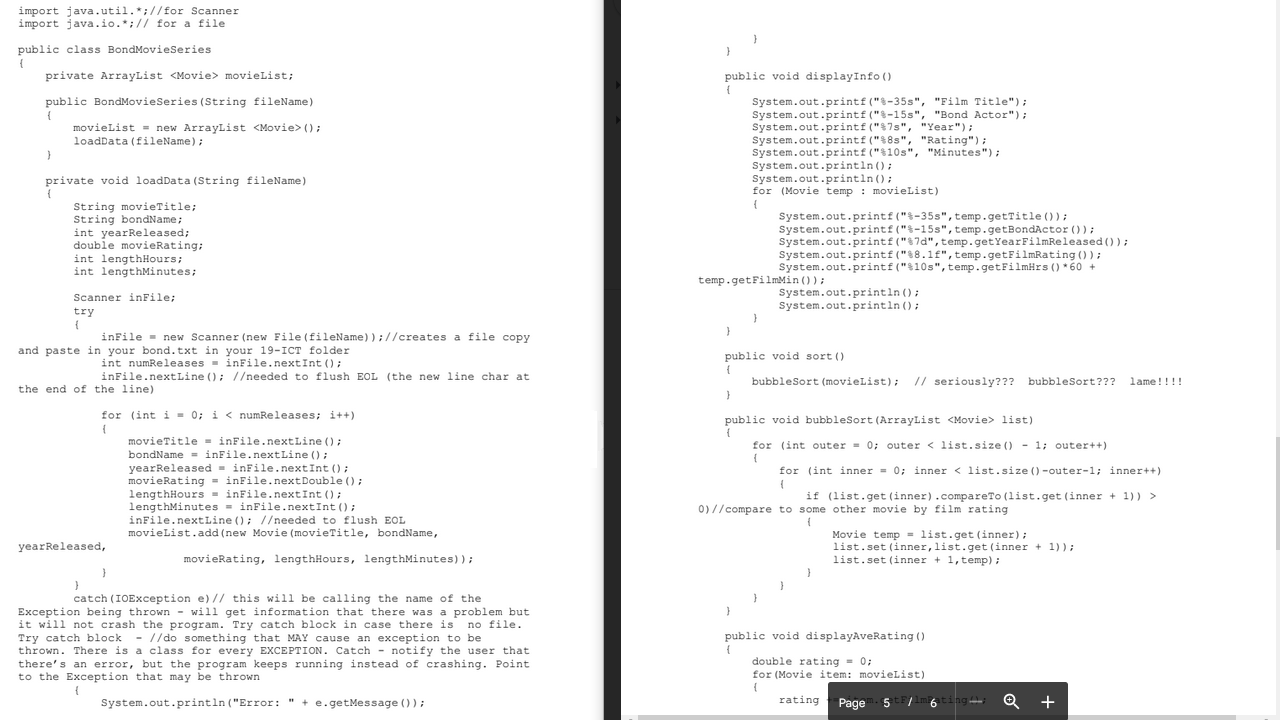 import java.util.*;//for Scanner
import java.io.*;// for a file
public class BondMovieSeries
{
private ArrayList <Movie> movieList;
public BondMovieSeries(String fileName)
{
movieList = new ArrayList <Movie>();
loadData(fileName);
}
private void loadData(String fileName)
{
String movieTitle;
String bondName;
int yearReleased;
double movieRating;
int lengthHours;
int lengthMinutes;
Scanner inFile;
try
{
inFile = new Scanner(new File(fileName));//creates a file copy
and paste in your bond.txt in your 19-ICT folder
int numReleases = inFile.nextInt();
inFile.nextLine(); //needed to flush EOL (the new line char at
the end of the line)
for (int i = 0; i < numReleases; i++)
{
movieTitle = inFile.nextLine();
bondName = inFile.nextLine();
yearReleased = inFile.nextInt();
movieRating = inFile.nextDouble();
lengthHours = inFile.nextInt();
lengthMinutes = inFile.nextInt();
inFile.nextLine(); //needed to flush EOL
movieList.add(new Movie(movieTitle, bondName,
yearReleased,
movieRating, lengthHours, lengthMinutes));
}
}
catch(IOException e)// this will be calling the name of the
Exception being thrown - will get information that there was a problem but
it will not crash the program. Try catch block in case there is  no file.
Try catch block  - //do something that MAY cause an exception to be
thrown. There is a class for every EXCEPTION. Catch - notify the user that
there’s an error, but the program keeps running instead of crashing. Point
to the Exception that may be thrown
{
System.out.println("Error: " + e.getMessage());
}
}
public void displayInfo()
{
System.out.printf("%-35s", "Film Title");
System.out.printf("%-15s", "Bond Actor");
System.out.printf("%7s", "Year");
System.out.printf("%8s", "Rating");
System.out.printf("%10s", "Minutes");
System.out.println();
System.out.println();
for (Movie temp : movieList)
{
System.out.printf("%-35s",temp.getTitle());
System.out.printf("%-15s",temp.getBondActor());
System.out.printf("%7d",temp.getYearFilmReleased());
System.out.printf("%8.1f",temp.getFilmRating());
System.out.printf("%10s",temp.getFilmHrs()*60 +
temp.getFilmMin());
System.out.println();
System.out.println();
}
}
public void sort()
{
bubbleSort(movieList);  // seriously???  bubbleSort???  lame!!!!
}
public void bubbleSort(ArrayList <Movie> list)
{
for (int outer = 0; outer < list.size() - 1; outer++)
{
for (int inner = 0; inner < list.size()-outer-1; inner++)
{
if (list.get(inner).compareTo(list.get(inner + 1)) >
0)//compare to some other movie by film rating
{
Movie temp = list.get(inner);
list.set(inner,list.get(inner + 1));
list.set(inner + 1,temp);
}
}
}
}
public void displayAveRating()
{
double rating = 0;
for(Movie item: movieList)
{
rating += item.getFilmRating();
Page 5 / 6